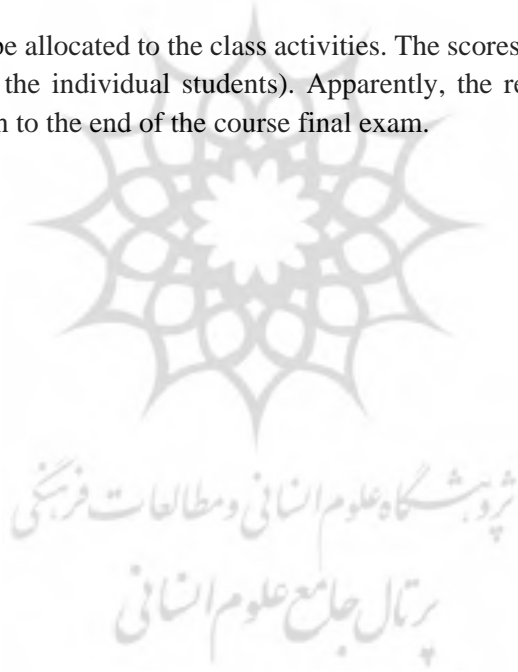 be allocated to the class activities. The scores
the individual students). Apparently, the re
n to the end of the course final exam.
پژوهشگاه علوم انسانی و مطالعات فرهنگی
پرتال جامع علوم انسانی